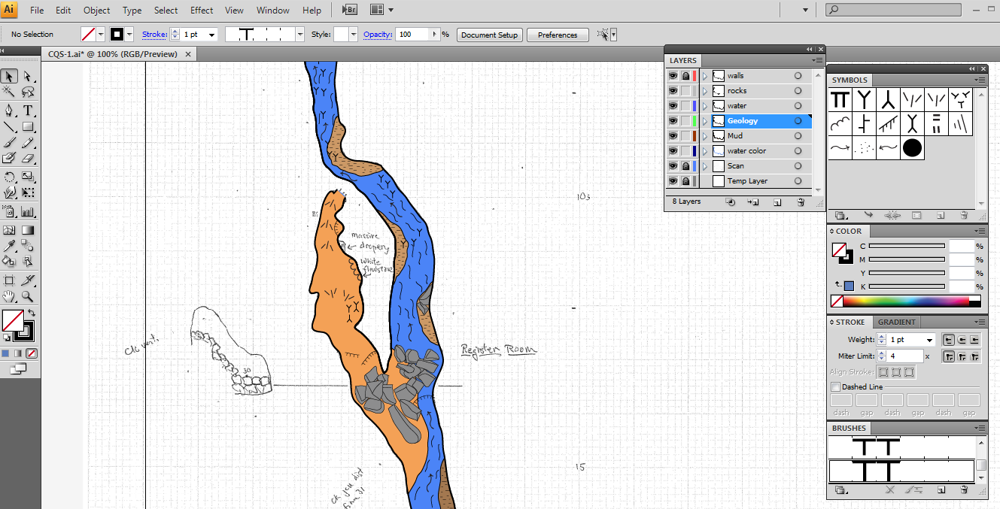 Ai File Edit Object Type Select Effect View Window Help Br
No Selection Stroke: 1 pt Style: Opacity: 100 % Document Setup Preferences
CQS-1.ai* @ 100% (RGB/Preview) ×
LAYERS
walls
rocks
water
Geology
Mud
water color
Scan
Temp Layer
8 Layers
SYMBOLS
COLOR
C %
M %
Y %
K %
STROKE GRADIENT
Weight: 1 pt
Miter Limit: 4 x
Align Stroke:
Dashed Line
dash gap dash gap dash gap
BRUSHES
massive
drapery
white
flowstone
30
Register Room
15